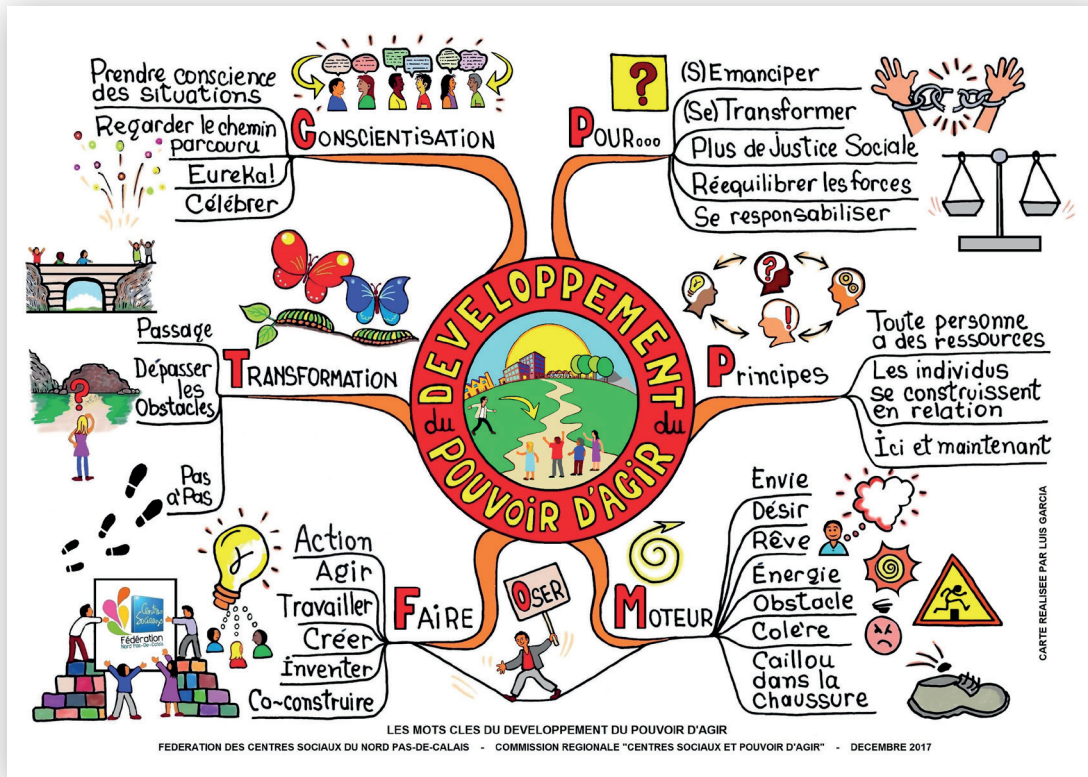 DEVELOPPEMENT
du POUVOIR D'AGIR du
POUR...
?
(S)Emanciper
(Se)Transformer
Plus de Justice Sociale
Rééquilibrer les forces
Se responsabiliser
Principes
?
!
Toute personne
a des ressources
Les individus
se construissent
en relation
Ici et maintenant
MOTEUR
Envie
Désir
Rêve
Énergie
Obstacle
Colère
Caillou
dans la
chaussure
OSER
FAIRE
Action
Agir
Travailler
Créer
Inventer
Co-construire
Centres
Sociaux
Fédération
Nord Pas-De-Calais
TRANSFORMATION
Passage
Dépasser
les
Obstacles
?
Pas
à Pas
CONSCIENTISATION
Prendre conscience
des situations
Regarder le chemin
parcouru
Eureka!
Célébrer
CARTE REALISEE PAR LUIS GARCIA
LES MOTS CLES DU DEVELOPPEMENT DU POUVOIR D'AGIR
FEDERATION DES CENTRES SOCIAUX DU NORD PAS-DE-CALAIS - COMMISSION REGIONALE "CENTRES SOCIAUX ET POUVOIR D'AGIR" - DECEMBRE 2017